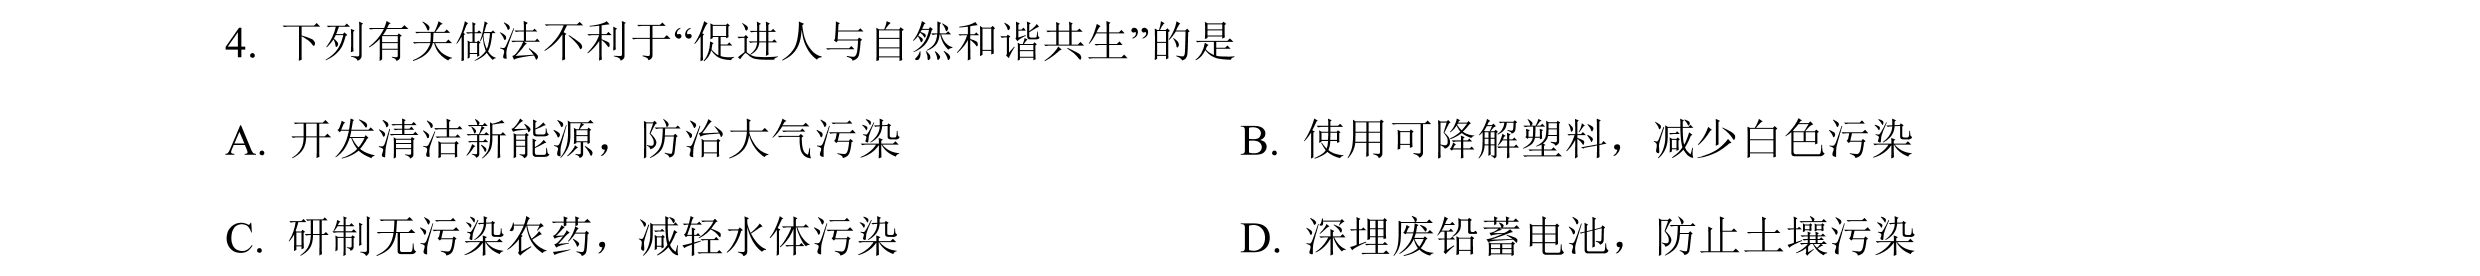 4. 下列有关做法不利于“促进人与自然和谐共生”的是
A. 开发清洁新能源，防治大气污染 B. 使用可降解塑料，减少白色污染
C. 研制无污染农药，减轻水体污染 D. 深埋废铅蓄电池，防止土壤污染